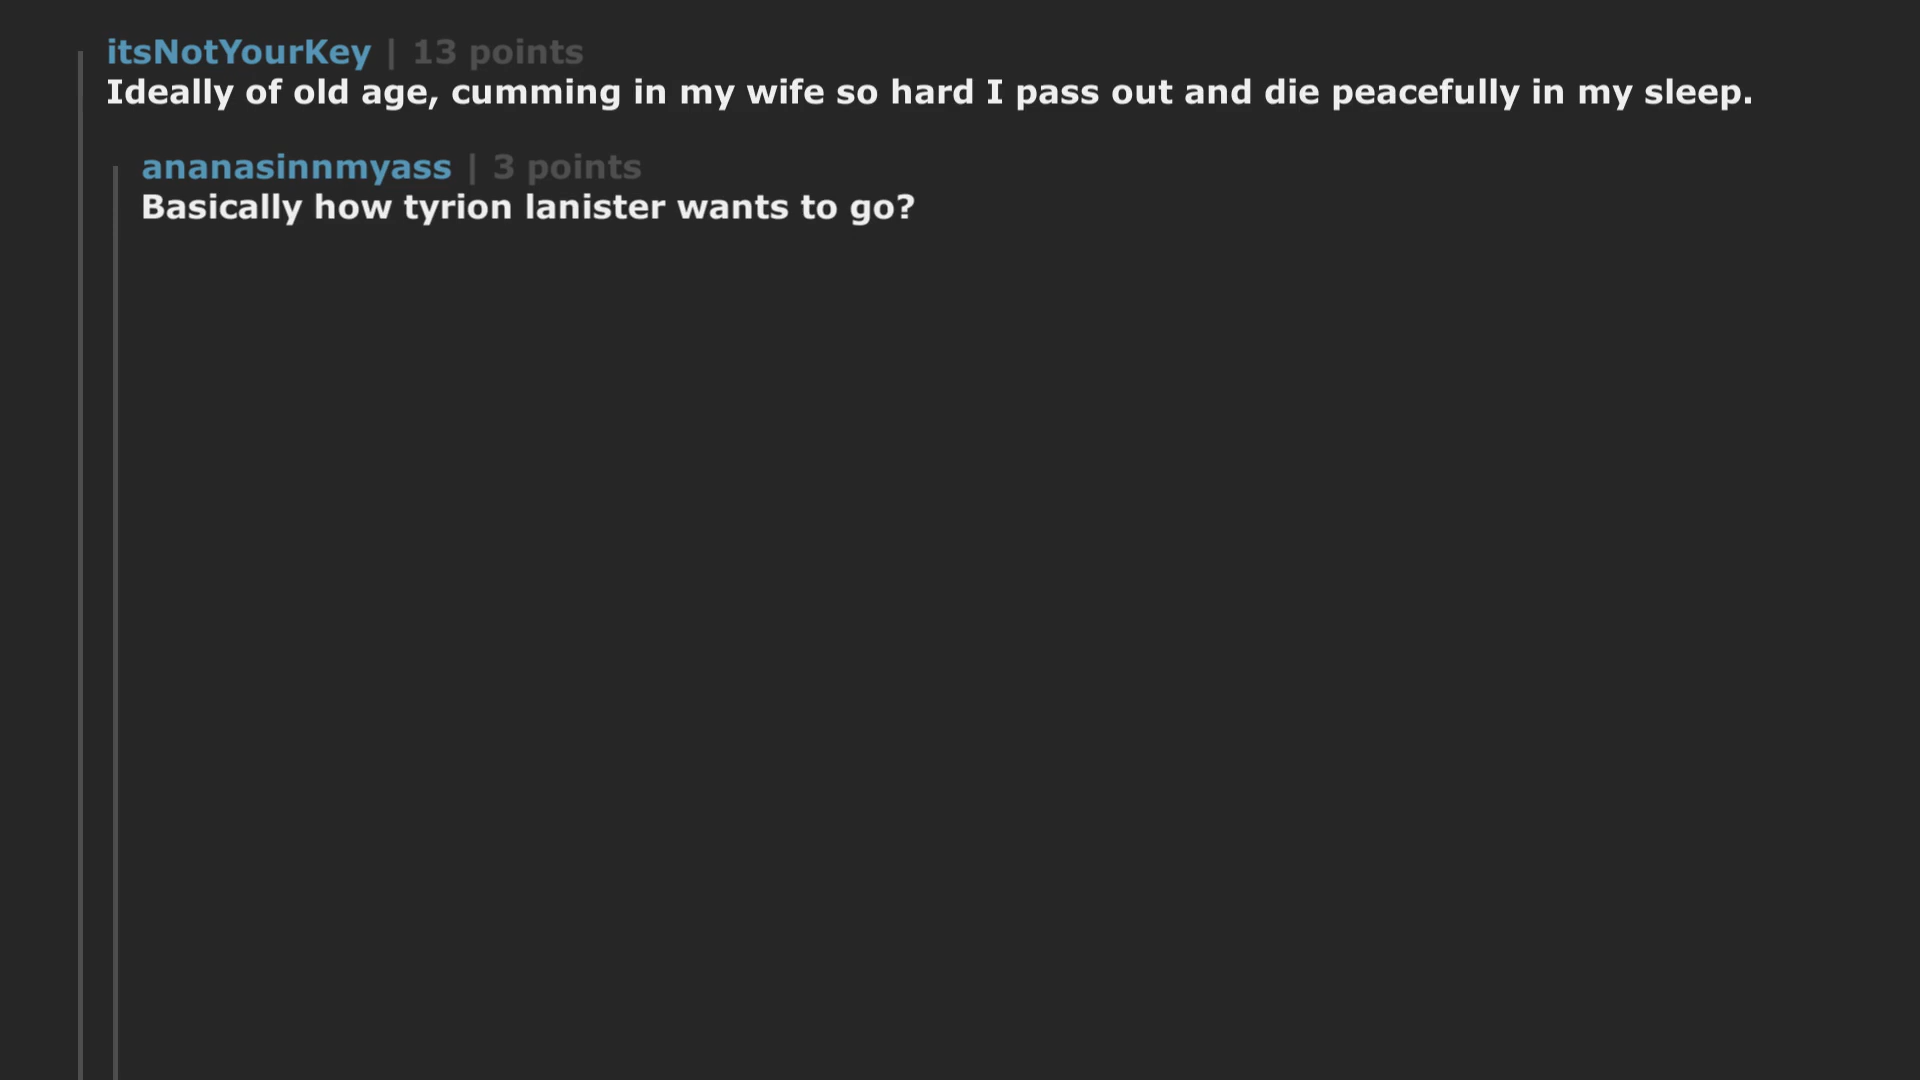 itsNotYourKey | 13 points
Ideally of old age, cumming in my wife so hard I pass out and die peacefully in my sleep.
ananasinnmyass | 3 points
Basically how tyrion lanister wants to go?